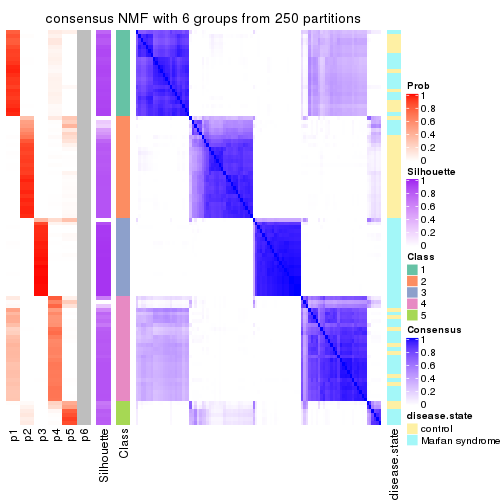 consensus NMF with 6 groups from 250 partitions
Prob
1
0.8
0.6
0.4
0.2
0
Silhouette
1
0.8
0.6
0.4
0.2
0
Class
1
2
3
4
5
Consensus
1
0.8
0.6
0.4
0.2
0
disease.state
control
Marfan syndrome
p1
p2
p3
p4
p5
p6
Silhouette
Class
disease.state